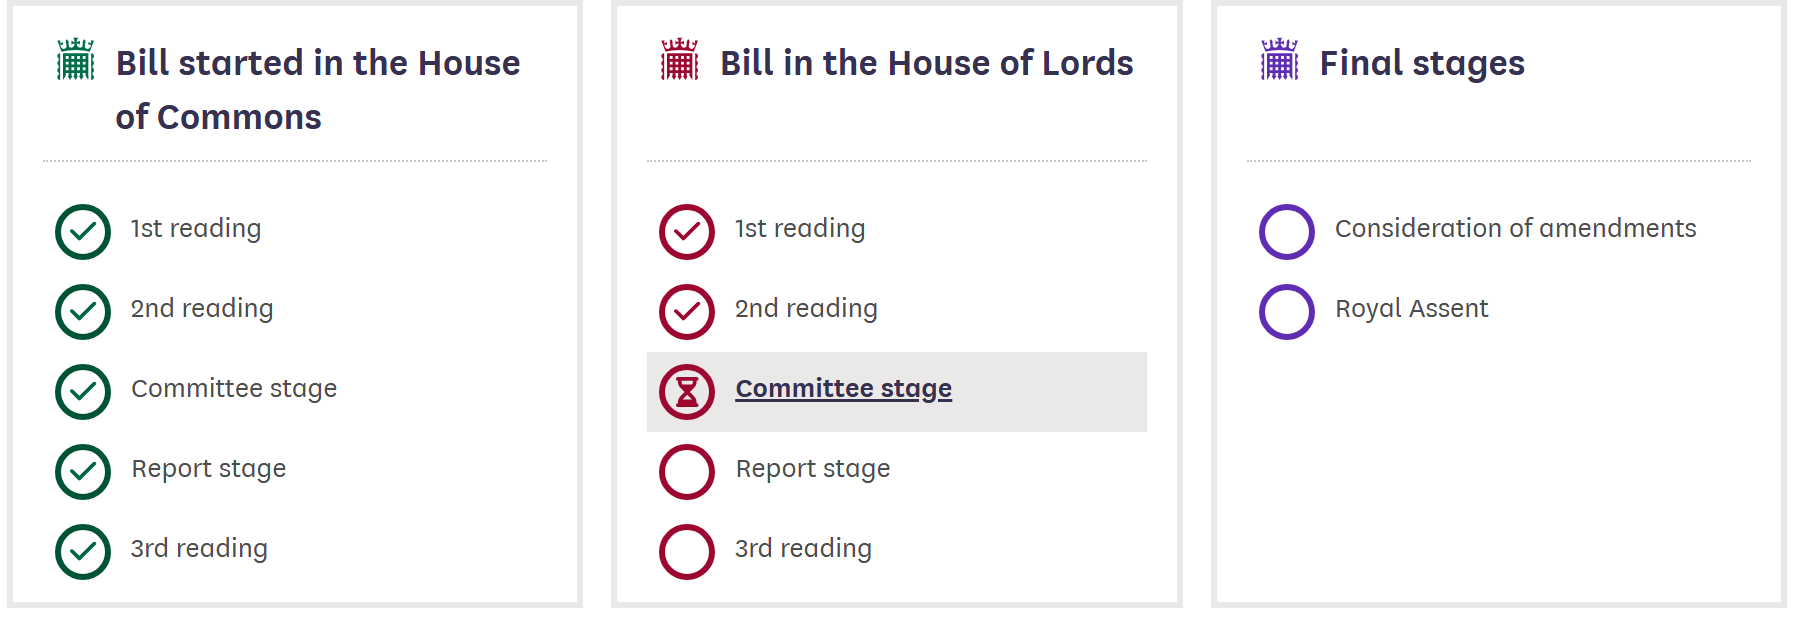 Bill started in the House
of Commons
1st reading
2nd reading
Committee stage
Report stage
3rd reading
Bill in the House of Lords
1st reading
2nd reading
Committee stage
Report stage
3rd reading
Final stages
Consideration of amendments
Royal Assent